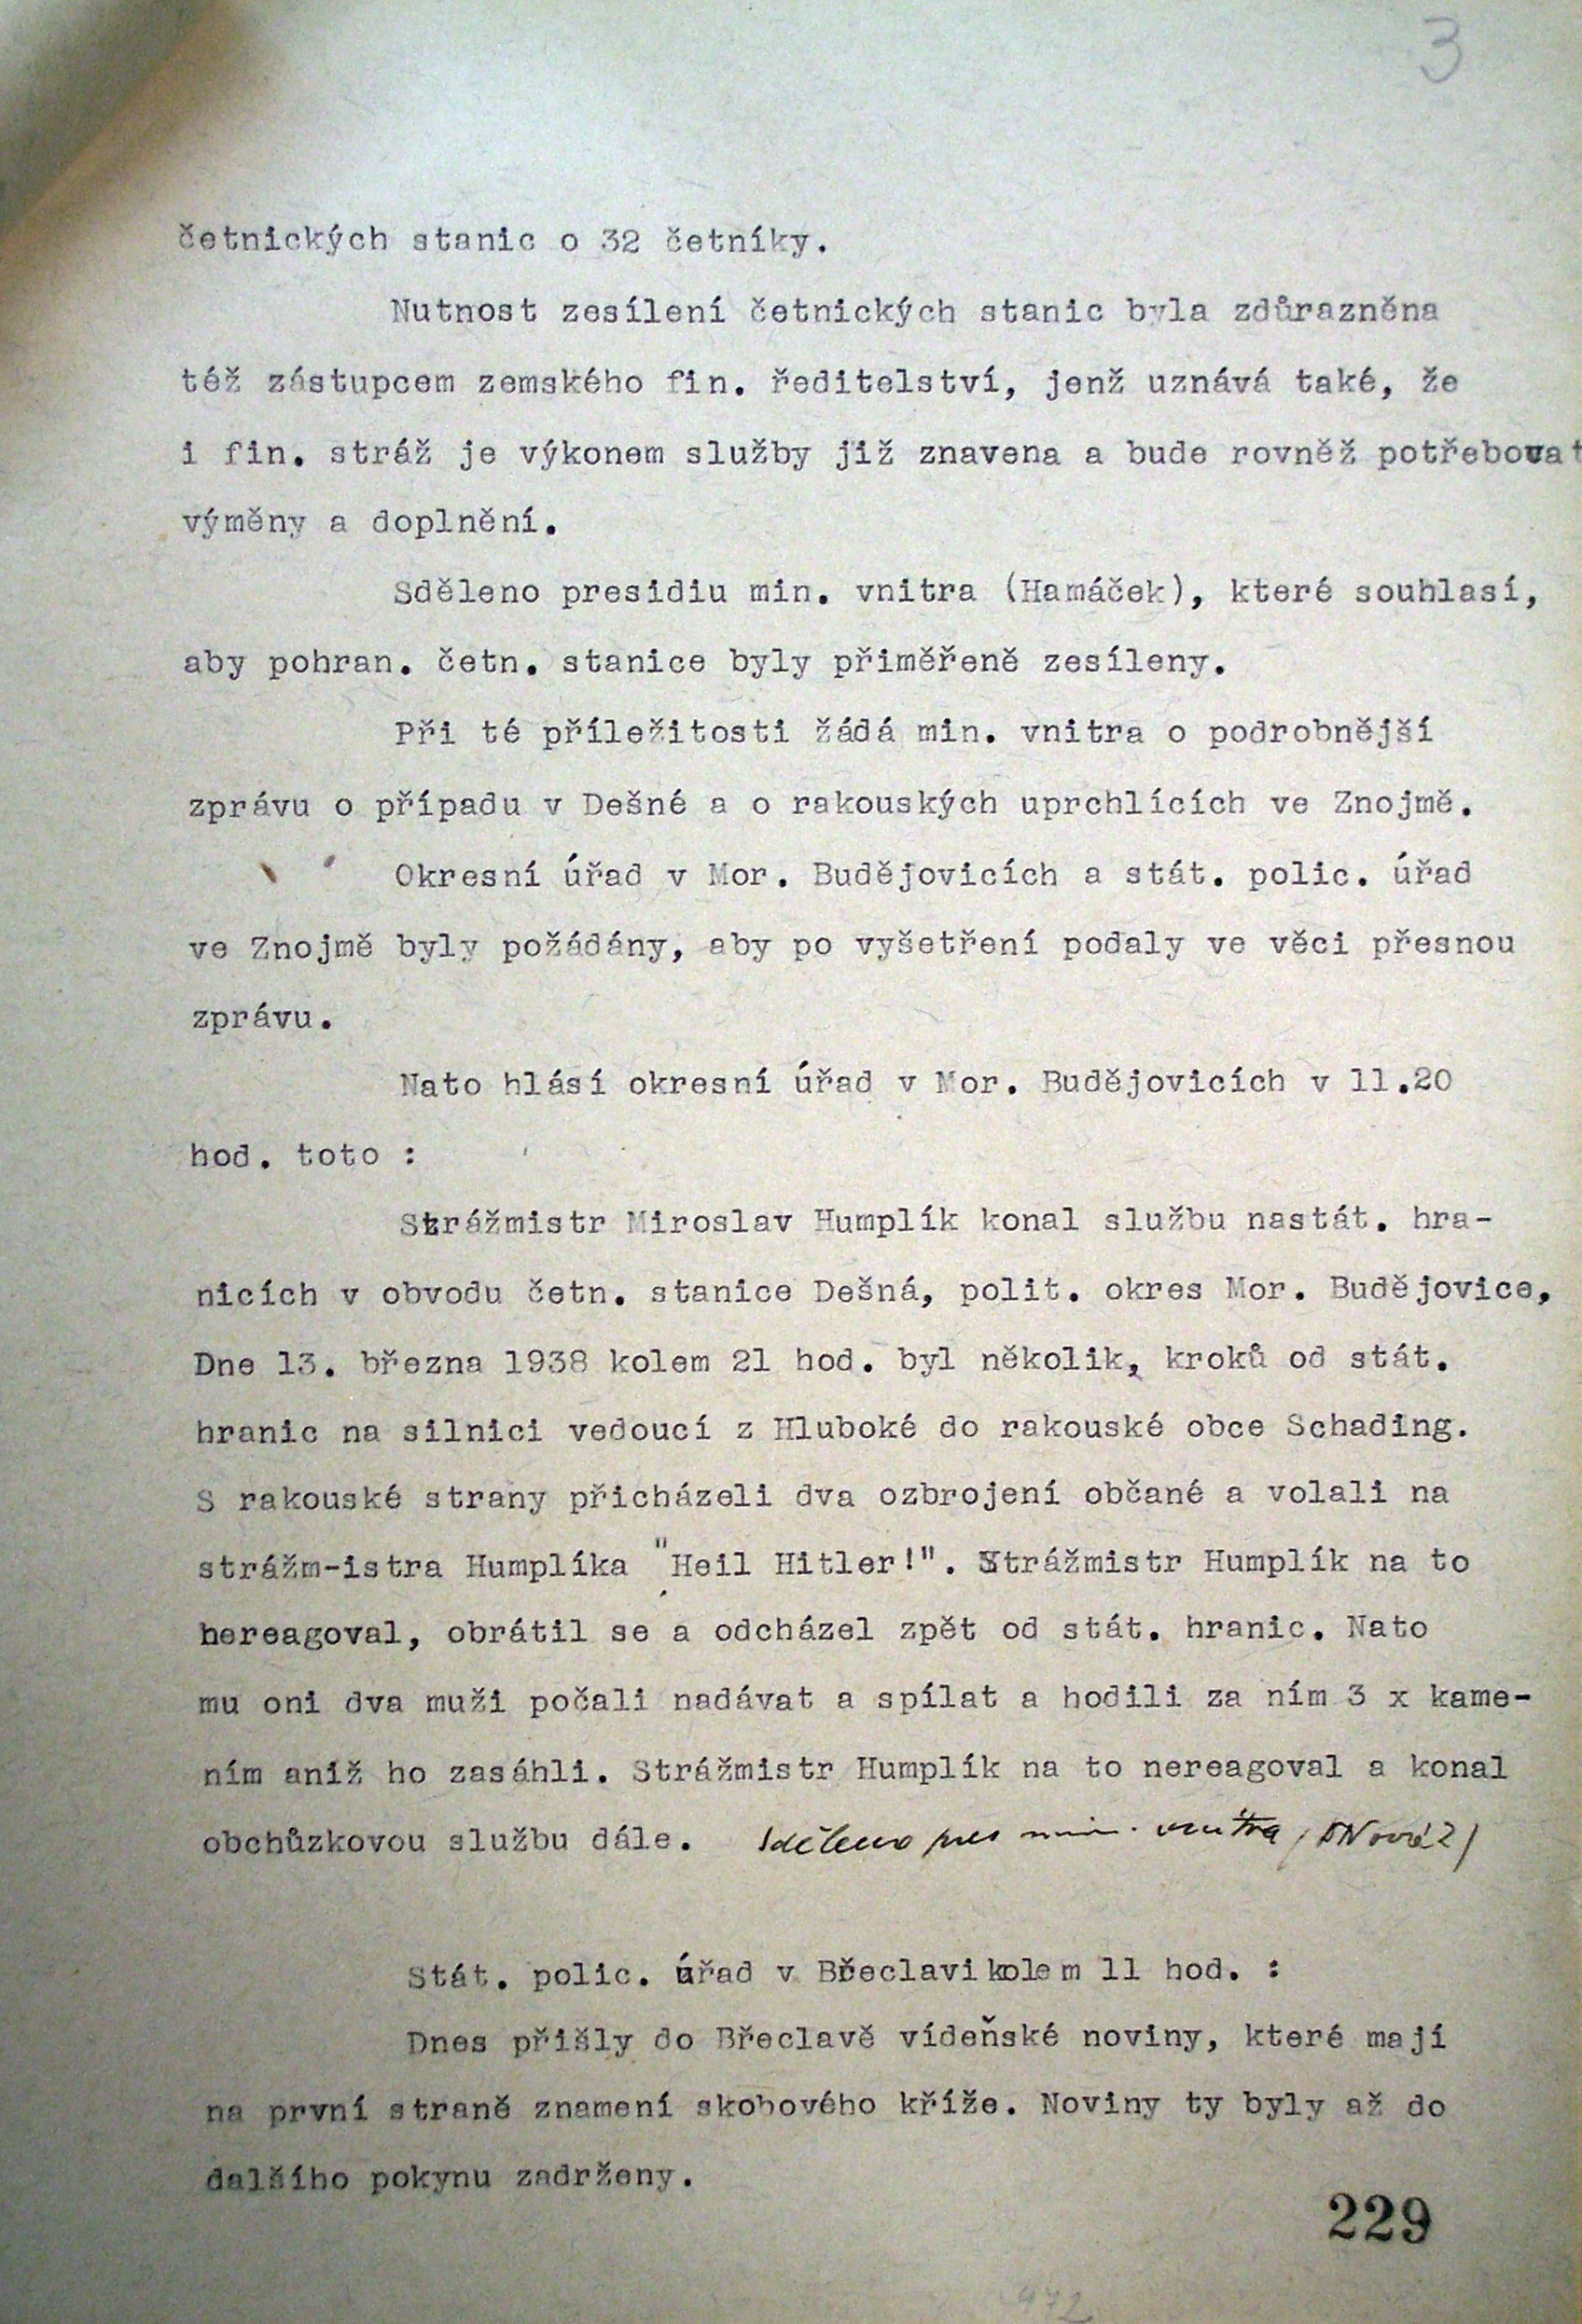 3
četnických stanic o 32 četníky.
Nutnost zesílení četnických stanic byla zdůrazněna
též zástupcem zemského fin. ředitelství, jenž uznává také, že
i fin. stráž je výkonem služby již znavena a bude rovněž potřebovat
výměny a doplnění.
Sděleno presidiu min. vnitra (Hamáček), které souhlasí,
aby pohran. četn. stanice byly přiměřeně zesíleny.
Při té příležitosti žádá min. vnitra o podrobnější
zprávu o případu v Dešné a o rakouských uprchlících ve Znojmě.
Okresní úřad v Mor. Budějovicích a stát. polic. úřad
ve Znojmě byly požádány, aby po vyšetření podaly ve věci přesnou
zprávu.
Nato hlásí okresní úřad v Mor. Budějovicích v 11.20
hod. toto :
Strážmistr Miroslav Humplík konal službu nastát. hra-
nicích v obvodu četn. stanice Dešná, polit. okres Mor. Budějovice,
Dne 13. března 1938 kolem 21 hod. byl několik, kroků od stát.
hranic na silnici vedoucí z Hluboké do rakouské obce Schading.
S rakouské strany přicházeli dva ozbrojení občané a volali na
strážm-istra Humplíka "Heil Hitler!". Strážmistr Humplík na to
nereagoval, obrátil se a odcházel zpět od stát. hranic. Nato
mu oni dva muži počali nadávat a spílat a hodili za ním 3 x kame-
ním aniž ho zasáhli. Strážmistr Humplík na to nereagoval a konal
obchůzkovou službu dále. Sděleno pres min. vnitra
Stát. polic. úřad v Břeclavi kolem 11 hod. :
Dnes přišly do Břeclavě vídeňské noviny, které mají
na první straně znamení skobového kříže. Noviny ty byly až do
dalšího pokynu zadrženy.
229
472